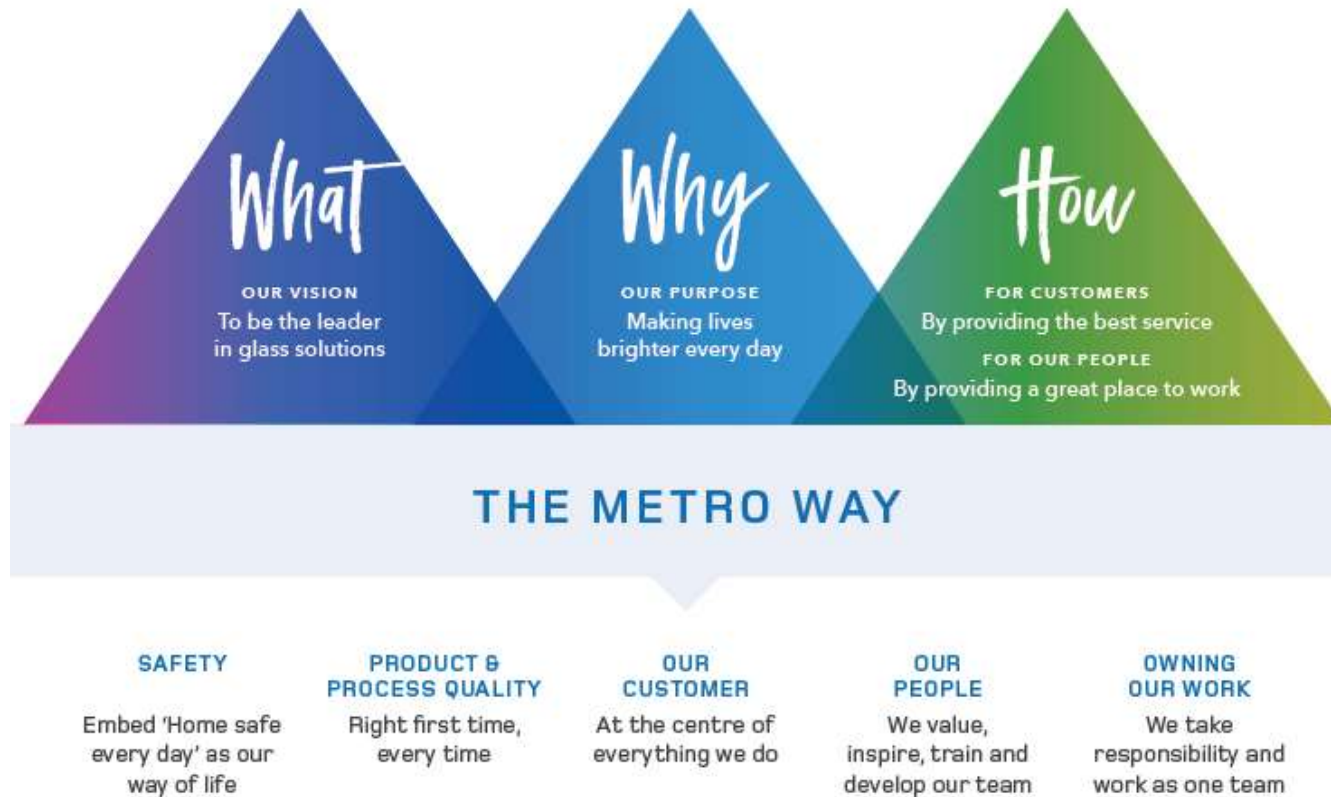 What
OUR VISION
To be the leader
in glass solutions
Why
OUR PURPOSE
Making lives
brighter every day
How
FOR CUSTOMERS
By providing the best service
FOR OUR PEOPLE
By providing a great place to work
THE METRO WAY
SAFETY
Embed 'Home safe
every day' as our
way of life
PRODUCT &
PROCESS QUALITY
Right first time,
every time
OUR
CUSTOMER
At the centre of
everything we do
OUR
PEOPLE
We value,
inspire, train and
develop our team
OWNING
OUR WORK
We take
responsibility and
work as one team